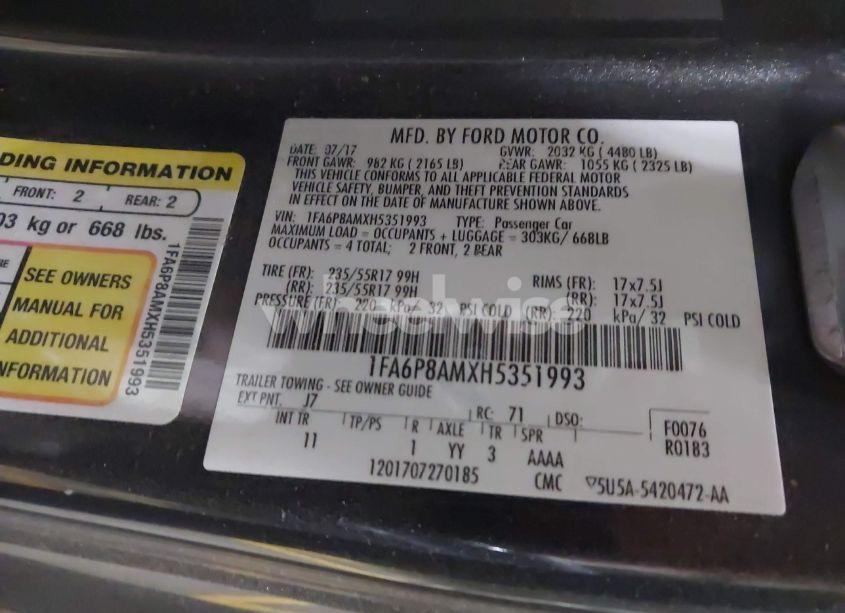 DING INFORMATION
FRONT: 2 REAR: 2
03 kg or 668 lbs.
SEE OWNERS
MANUAL FOR
ADDITIONAL
INFORMATION
1FA6P8AMXH5351993
MFD. BY FORD MOTOR CO.
DATE: 07/17 GVWR: 2032 KG ( 4480 LB)
FRONT GAWR: 982 KG ( 2165 LB) REAR GAWR: 1055 KG ( 2325 LB)
THIS VEHICLE CONFORMS TO ALL APPLICABLE FEDERAL MOTOR
VEHICLE SAFETY, BUMPER, AND THEFT PREVENTION STANDARDS
IN EFFECT ON THE DATE OF MANUFACTURE SHOWN ABOVE.
VIN: 1FA6P8AMXH5351993 TYPE: Passenger Car
MAXIMUM LOAD = OCCUPANTS + LUGGAGE = 303KG/ 668LB
OCCUPANTS = 4 TOTAL; 2 FRONT, 2 REAR
TIRE (FR): 235/55R17 99H RIMS (FR): 17x7.5J
(RR): 235/55R17 99H (RR): 17x7.5J
PRESSURE (FR): 220 kPa/ 32 PSI COLD (RR): 220 kPa/ 32 PSI COLD
wheelwise
1FA6P8AMXH5351993
TRAILER TOWING - SEE OWNER GUIDE
EXT PNT: J7 RC: 71 DSO: F0076
INT TR TP/PS R AXLE TR SPR R0183
11 1 YY 3 AAAA
1201707270185 CMC ▽5U5A-5420472-AA